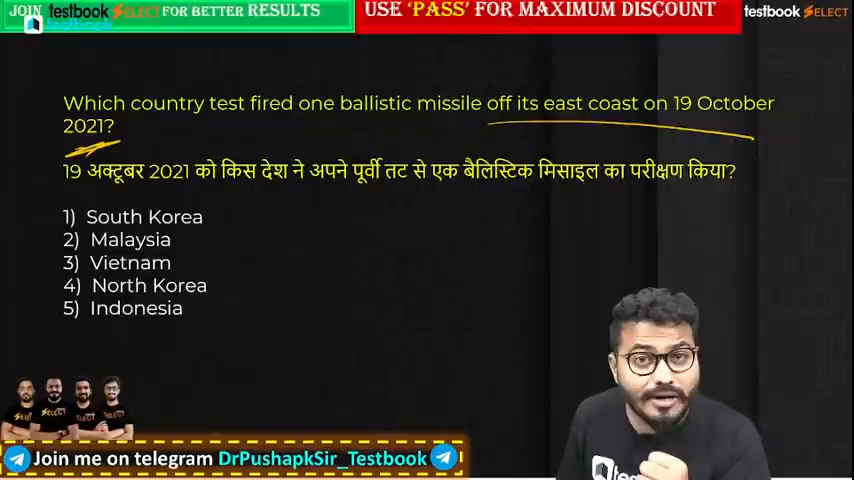 JOIN testbook SELECT FOR BETTER RESULTS
USE ‘PASS’ FOR MAXIMUM DISCOUNT
testbook SELECT
testbook
Which country test fired one ballistic missile off its east coast on 19 October
2021?
19 अक्टूबर 2021 को किस देश ने अपने पूर्वी तट से एक बैलिस्टिक मिसाइल का परीक्षण किया?
1) South Korea
2) Malaysia
3) Vietnam
4) North Korea
5) Indonesia
Join me on telegram DrPushapkSir_Testbook